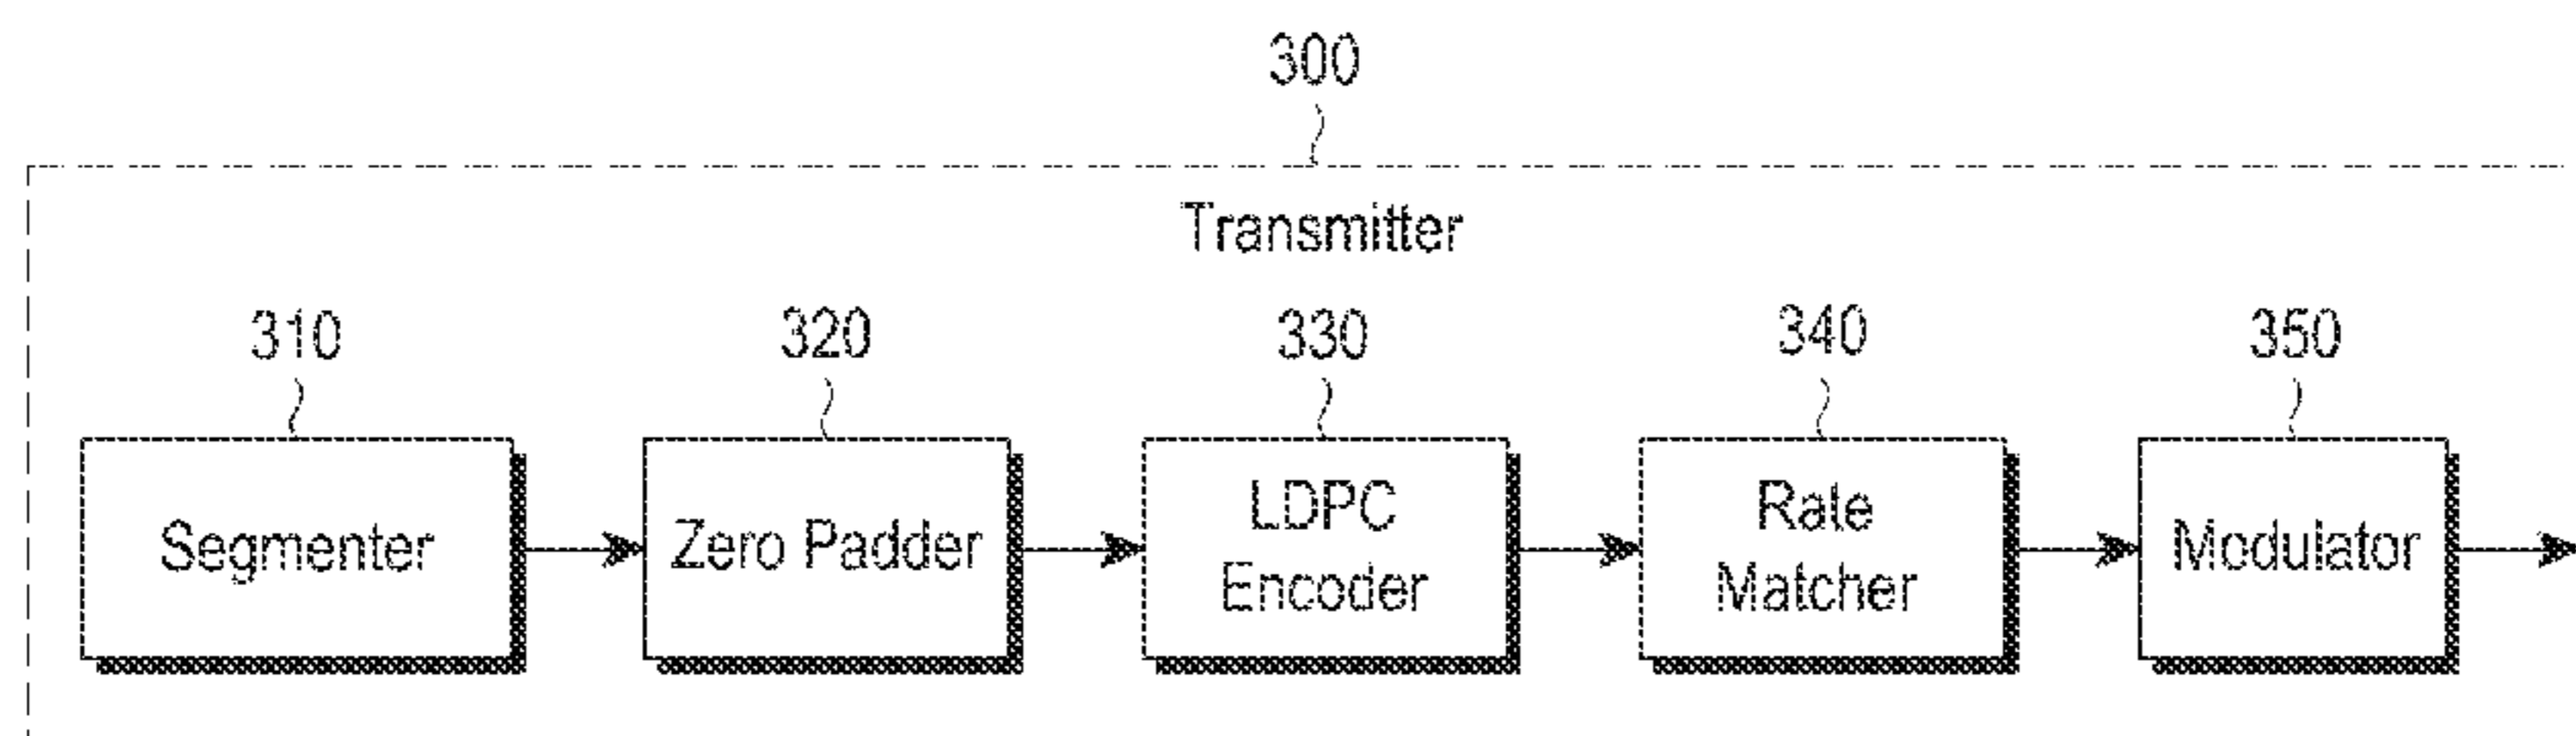 300
Transmitter
310
320
330
340
350
Segmenter
Zero Padder
LDPC
Encoder
Rate
Matcher
Modulator